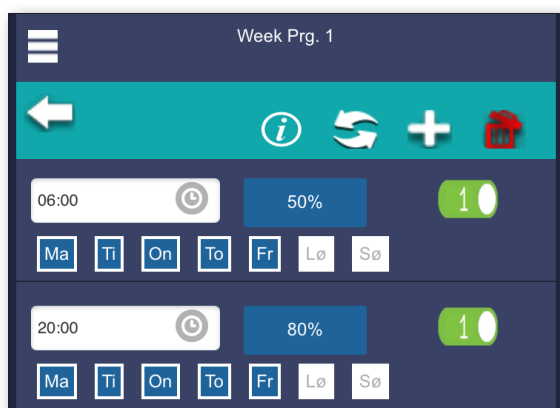 Week Prg. 1
i
06:00 50% 1
Ma Ti On To Fr Lø Sø
20:00 80% 1
Ma Ti On To Fr Lø Sø